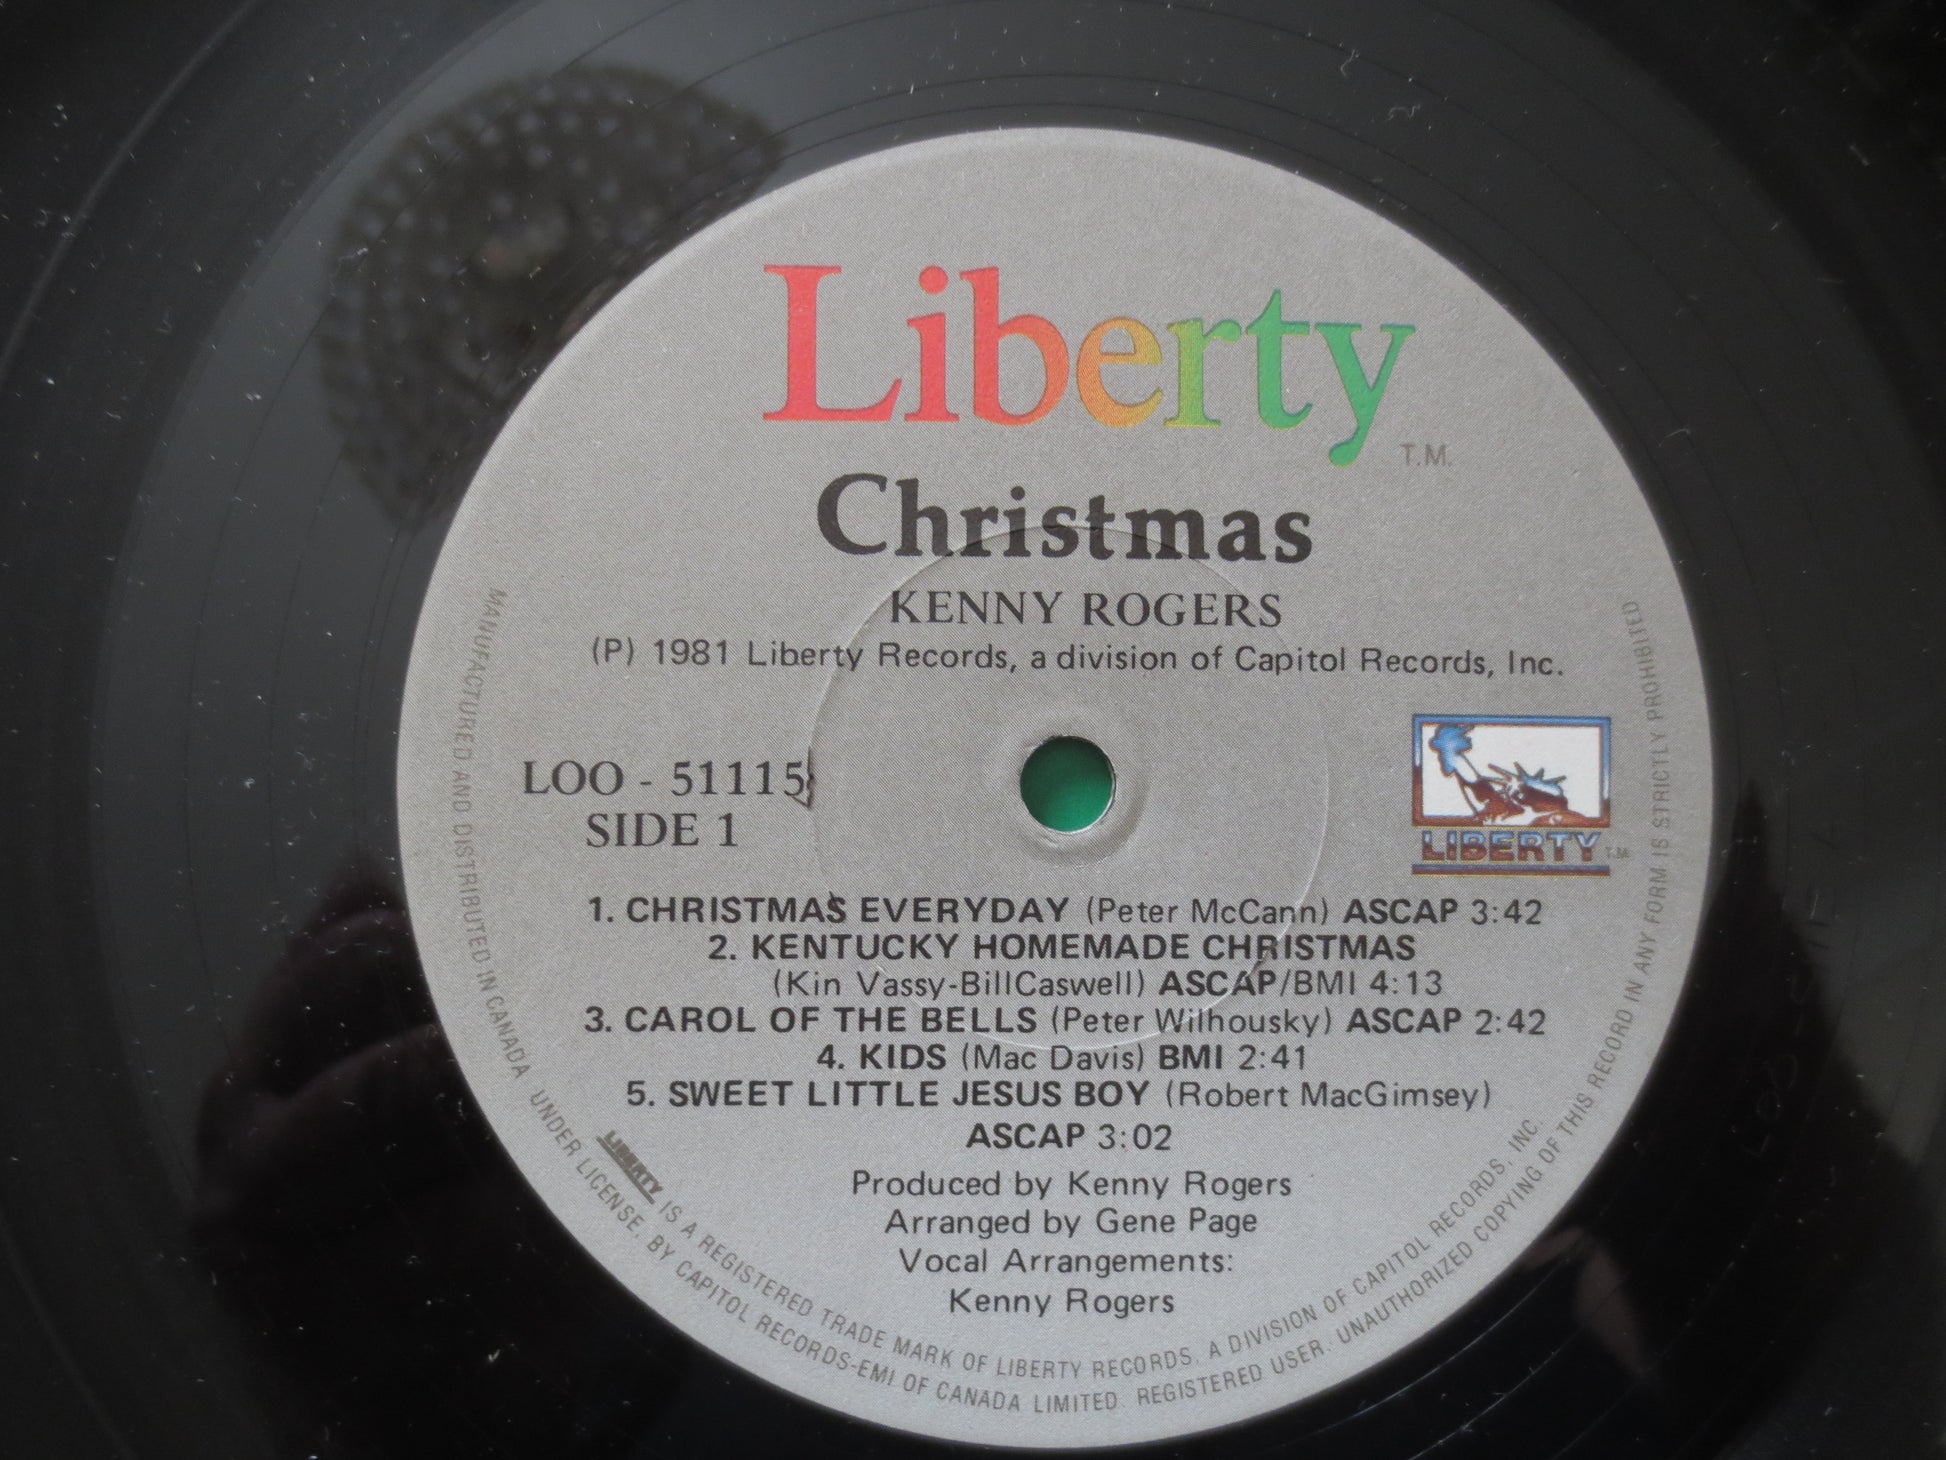 Liberty T.M.
Christmas
KENNY ROGERS
(P) 1981 Liberty Records, a division of Capitol Records, Inc.
LOO - 51115
SIDE 1
LIBERTY T.M.
1. CHRISTMAS EVERYDAY (Peter McCann) ASCAP 3:42
2. KENTUCKY HOMEMADE CHRISTMAS
(Kin Vassy-BillCaswell) ASCAP/BMI 4:13
3. CAROL OF THE BELLS (Peter Wilhousky) ASCAP 2:42
4. KIDS (Mac Davis) BMI 2:41
5. SWEET LITTLE JESUS BOY (Robert MacGimsey)
ASCAP 3:02
Produced by Kenny Rogers
Arranged by Gene Page
Vocal Arrangements:
Kenny Rogers
LIBERTY IS A REGISTERED TRADE MARK OF LIBERTY RECORDS, A DIVISION OF CAPITOL RECORDS, INC.
MANUFACTURED AND DISTRIBUTED IN CANADA UNDER LICENSE, BY CAPITOL RECORDS-EMI OF CANADA LIMITED. REGISTERED USER. UNAUTHORIZED COPYING OF THIS RECORD IN ANY FORM IS STRICTLY PROHIBITED